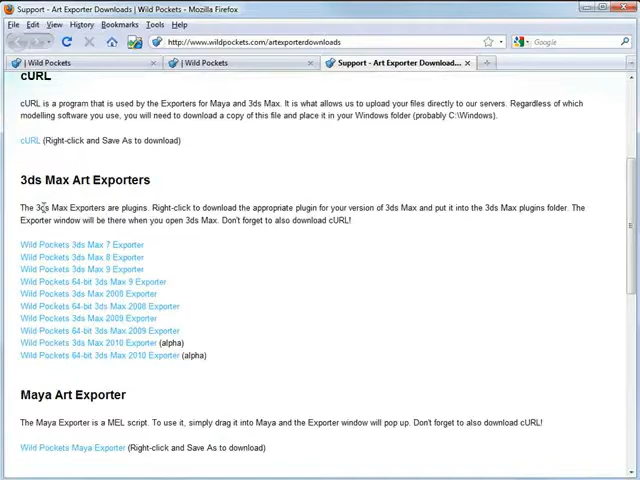 Support - Art Exporter Downloads | Wild Pockets - Mozilla Firefox
File Edit View History Bookmarks Tools Help
http://www.wildpockets.com/artexporterdownloads
Google
| Wild Pockets
| Wild Pockets
Support - Art Exporter Download...
cURL
cURL is a program that is used by the Exporters for Maya and 3ds Max. It is what allows us to upload your files directly to our servers. Regardless of which
modelling software you use, you will need to download a copy of this file and place it in your Windows folder (probably C:\Windows).
cURL (Right-click and Save As to download)
3ds Max Art Exporters
The 3ds Max Exporters are plugins. Right-click to download the appropriate plugin for your version of 3ds Max and put it into the 3ds Max plugins folder. The
Exporter window will be there when you open 3ds Max. Don't forget to also download cURL!
Wild Pockets 3ds Max 7 Exporter
Wild Pockets 3ds Max 8 Exporter
Wild Pockets 3ds Max 9 Exporter
Wild Pockets 64-bit 3ds Max 9 Exporter
Wild Pockets 3ds Max 2008 Exporter
Wild Pockets 64-bit 3ds Max 2008 Exporter
Wild Pockets 3ds Max 2009 Exporter
Wild Pockets 64-bit 3ds Max 2009 Exporter
Wild Pockets 3ds Max 2010 Exporter (alpha)
Wild Pockets 64-bit 3ds Max 2010 Exporter (alpha)
Maya Art Exporter
The Maya Exporter is a MEL script. To use it, simply drag it into Maya and the Exporter window will pop up. Don't forget to also download cURL!
Wild Pockets Maya Exporter (Right-click and Save As to download)